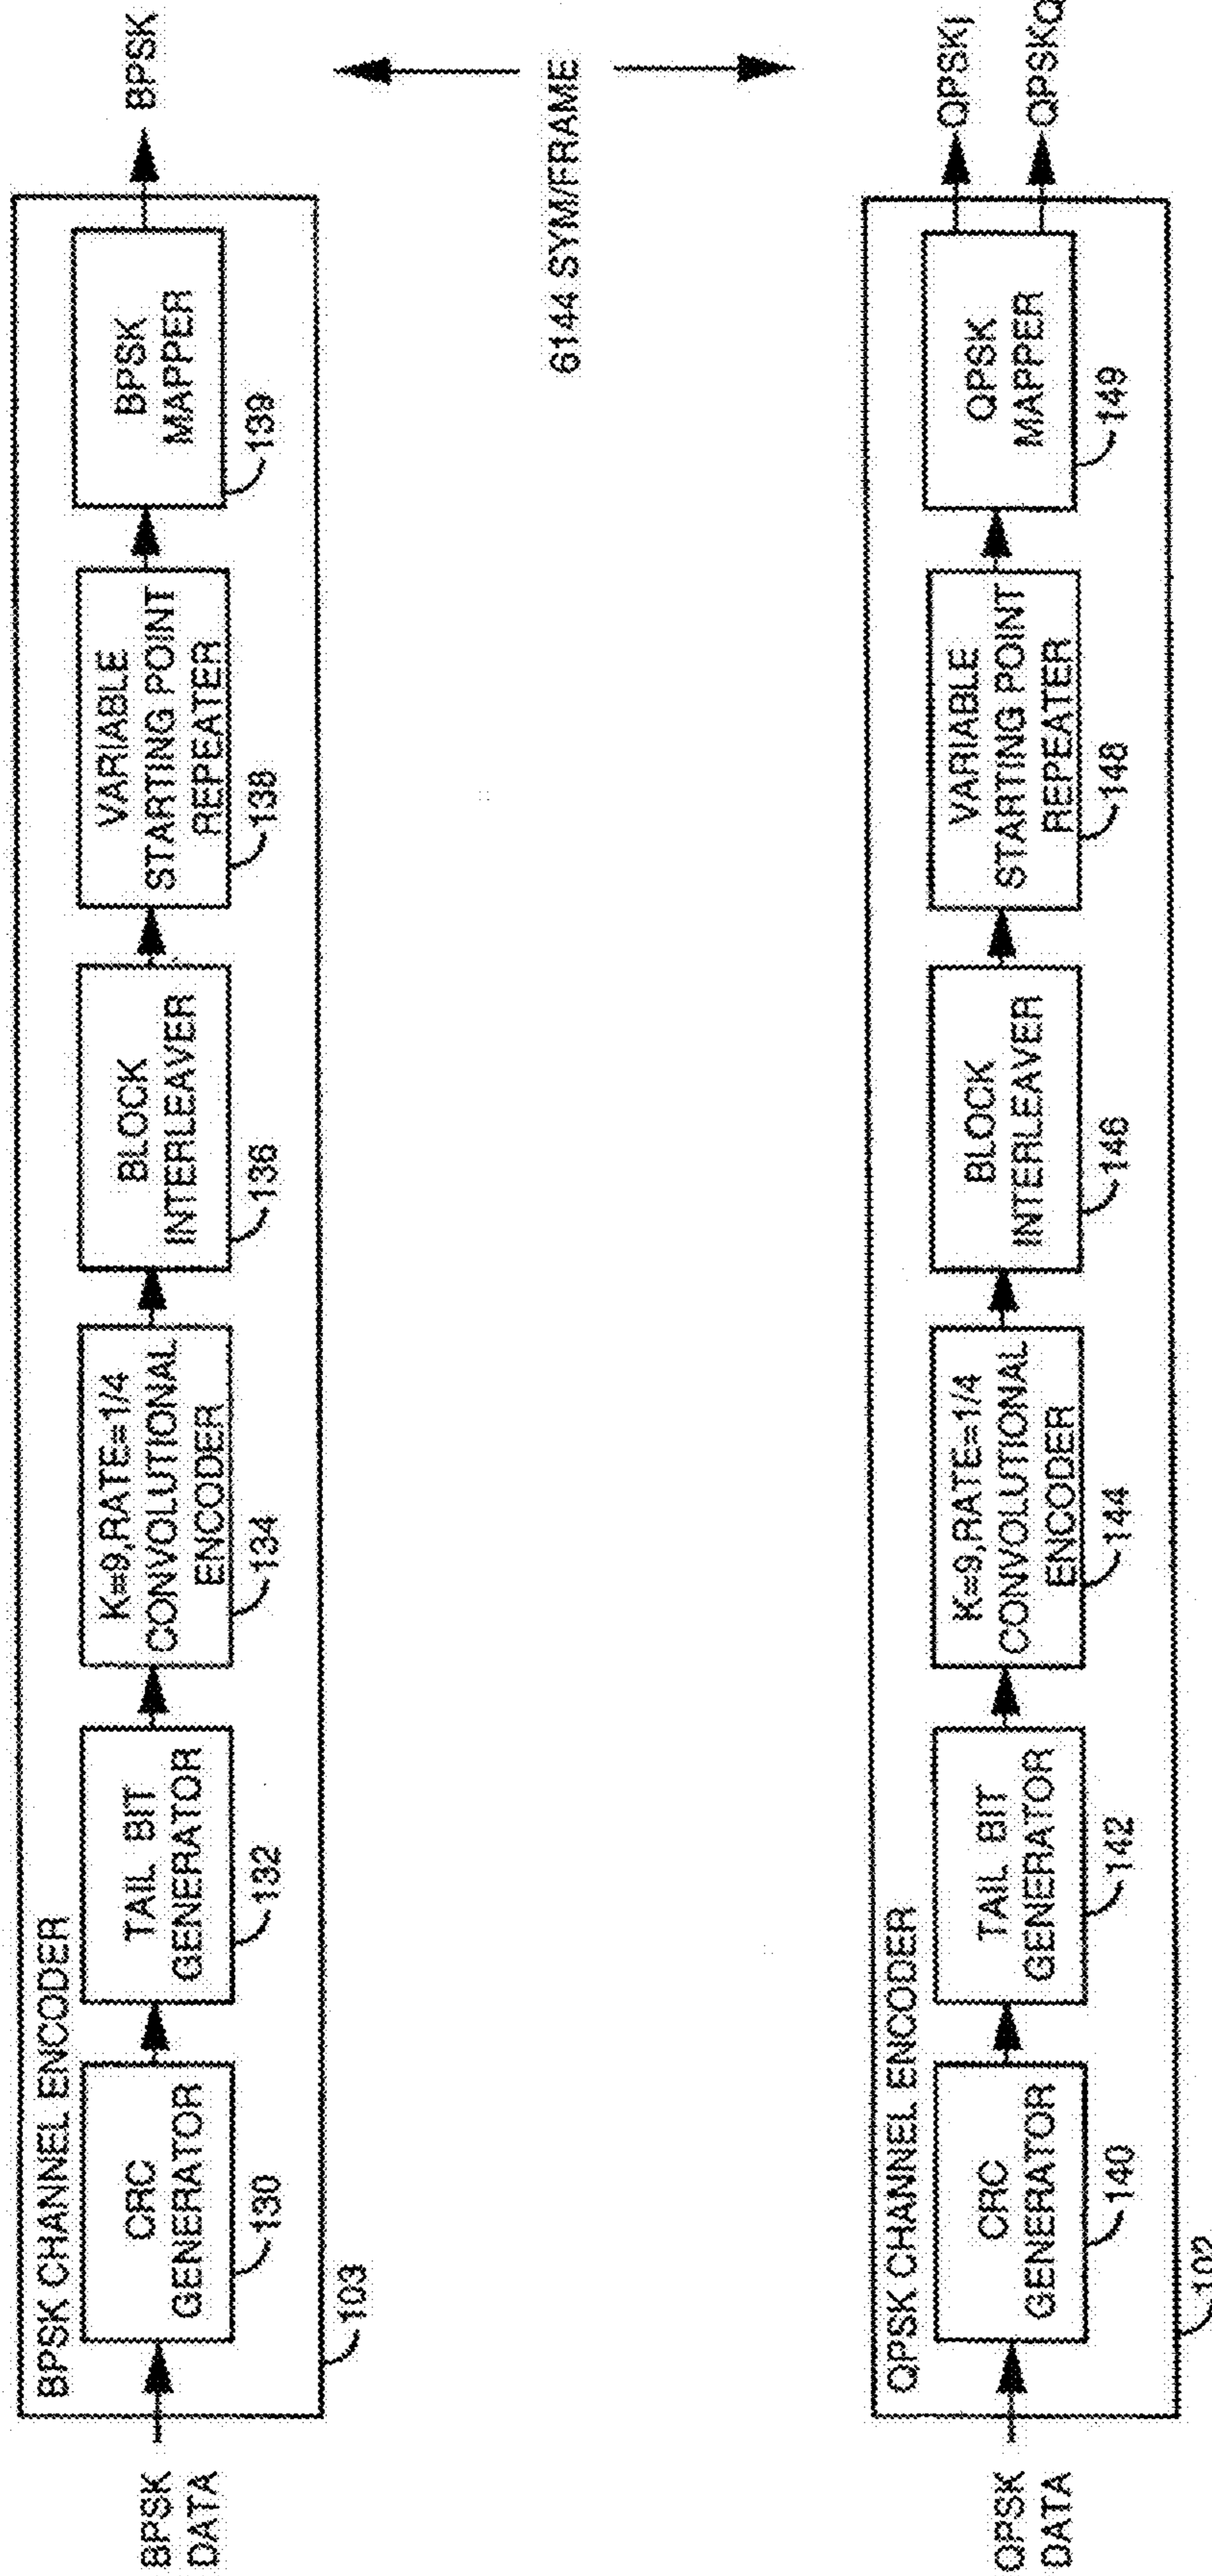 BPSK CHANNEL ENCODER
BPSK
DATA
CRC
GENERATOR
130
TAIL BIT
GENERATOR
132
K=9,RATE=1/4
CONVOLUTIONAL
ENCODER
134
BLOCK
INTERLEAVER
136
VARIABLE
STARTING POINT
REPEATER
138
BPSK
MAPPER
139
BPSK
103
6144 SYM/FRAME
QPSK CHANNEL ENCODER
QPSK
DATA
CRC
GENERATOR
140
TAIL BIT
GENERATOR
142
K=9,RATE=1/4
CONVOLUTIONAL
ENCODER
144
BLOCK
INTERLEAVER
146
VARIABLE
STARTING POINT
REPEATER
148
QPSK
MAPPER
149
QPSKI
QPSKQ
102